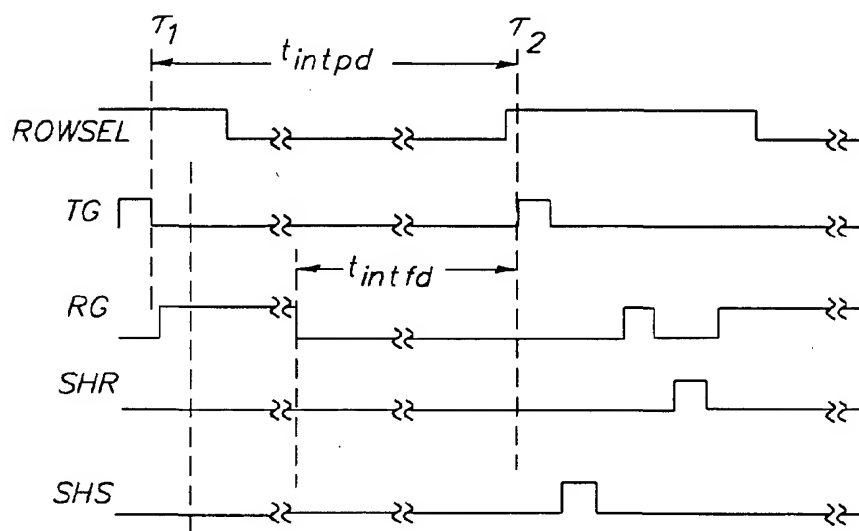 τ1 τ2
tintpd
ROWSEL
TG
tintfd
RG
SHR
SHS